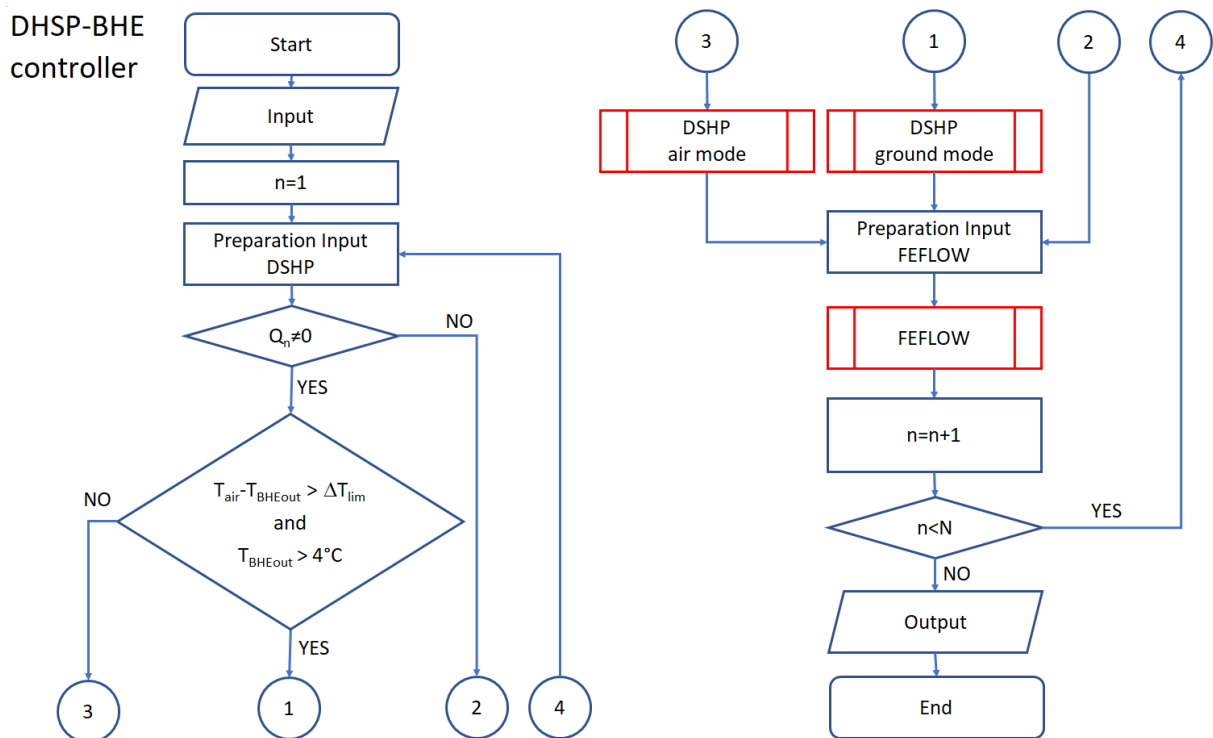 DHSP-BHE
controller
Start
Input
n=1
Preparation Input
DSHP
Qn≠0
NO
YES
Tair-TBHEout > ΔTlim
and
TBHEout > 4°C
NO
YES
3
1
2
4
3
1
2
4
DSHP
air mode
DSHP
ground mode
Preparation Input
FEFLOW
FEFLOW
n=n+1
n<N
YES
NO
Output
End